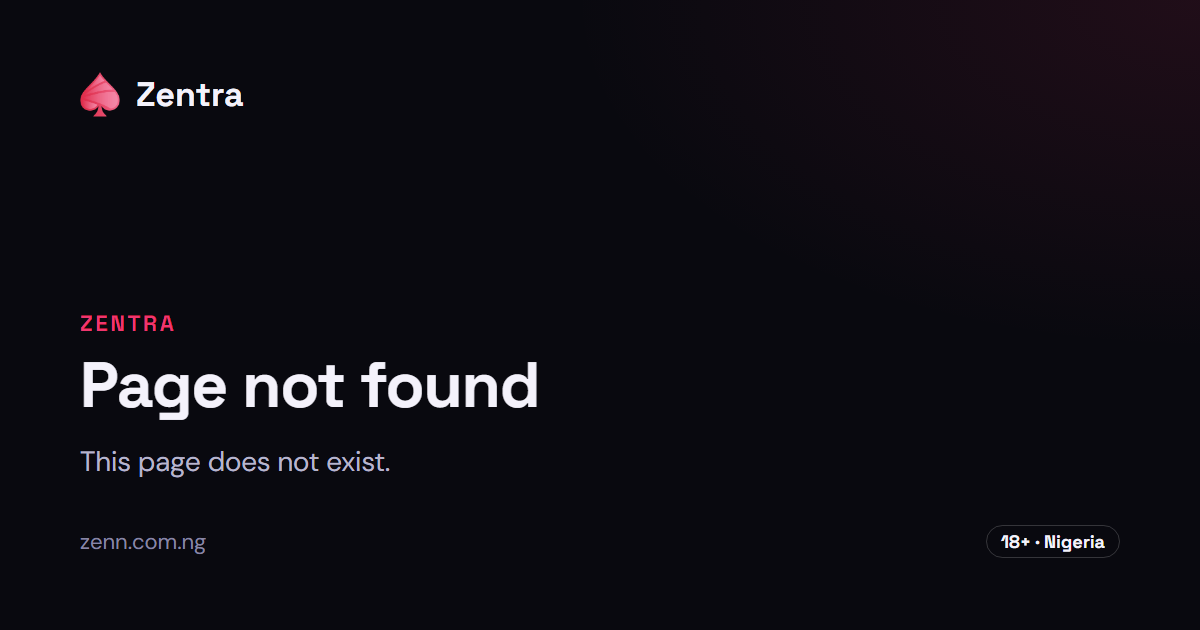 Zentra
ZENTRA
Page not found
This page does not exist.
zenn.com.ng
18+ · Nigeria